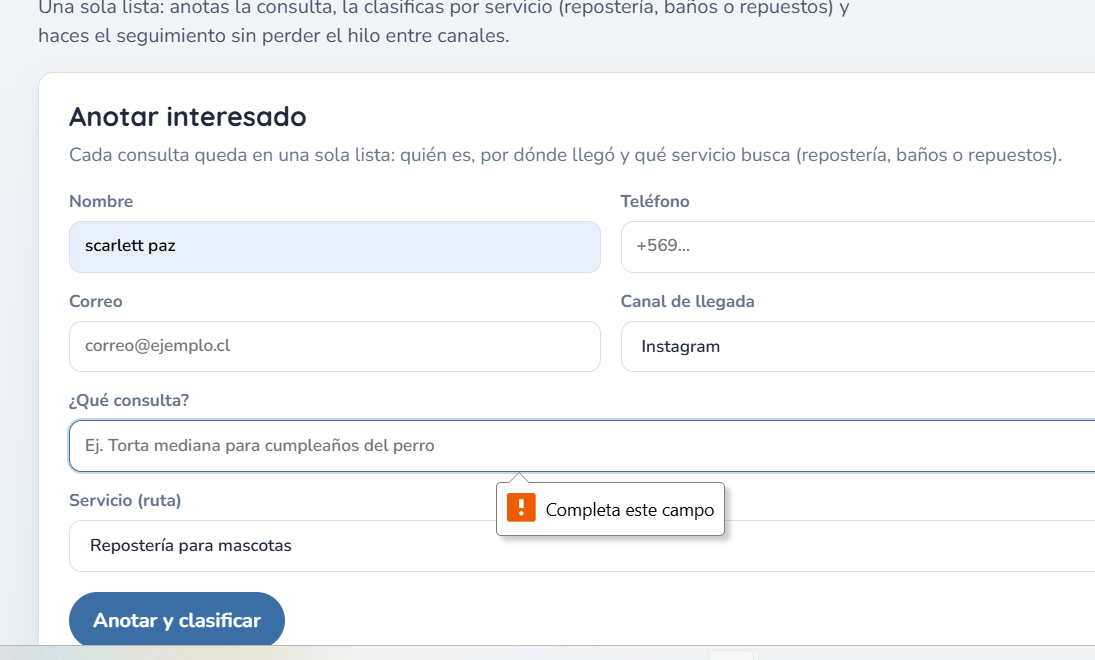 Una sola lista: anotas la consulta, la clasificas por servicio (repostería, baños o repuestos) y
haces el seguimiento sin perder el hilo entre canales.
Anotar interesado
Cada consulta queda en una sola lista: quién es, por dónde llegó y qué servicio busca (repostería, baños o repuestos).
Nombre
Teléfono
scarlett paz
+569...
Correo
Canal de llegada
correo@ejemplo.cl
Instagram
¿Qué consulta?
Ej. Torta mediana para cumpleaños del perro
Servicio (ruta)
Completa este campo
Repostería para mascotas
Anotar y clasificar